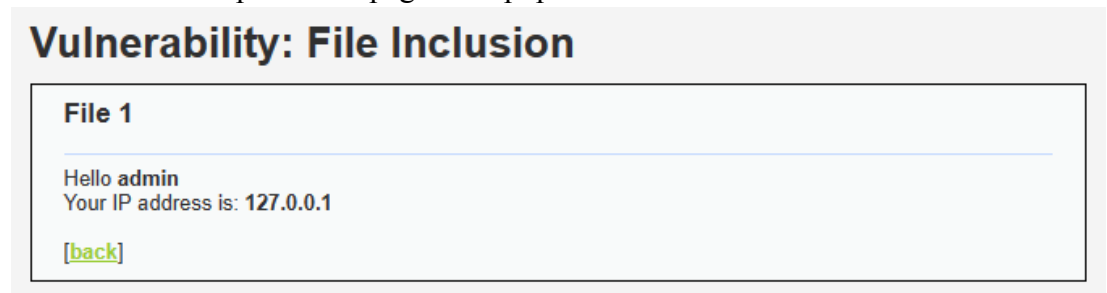 Vulnerability: File Inclusion
File 1
Hello admin
Your IP address is: 127.0.0.1
[back]